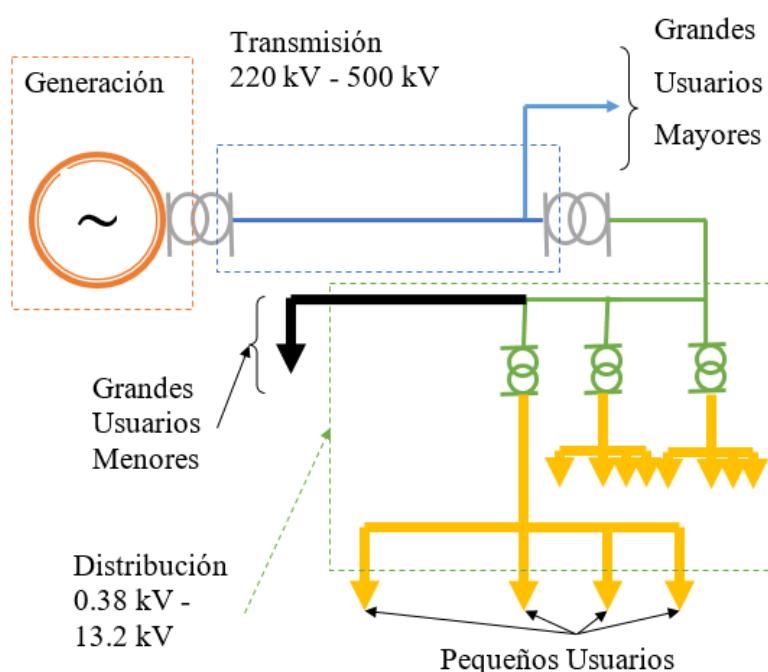 Transmisión
220 kV - 500 kV
Grandes
Usuarios
Mayores
Generación
~
Grandes
Usuarios
Menores
Distribución
0.38 kV -
13.2 kV
Pequeños Usuarios